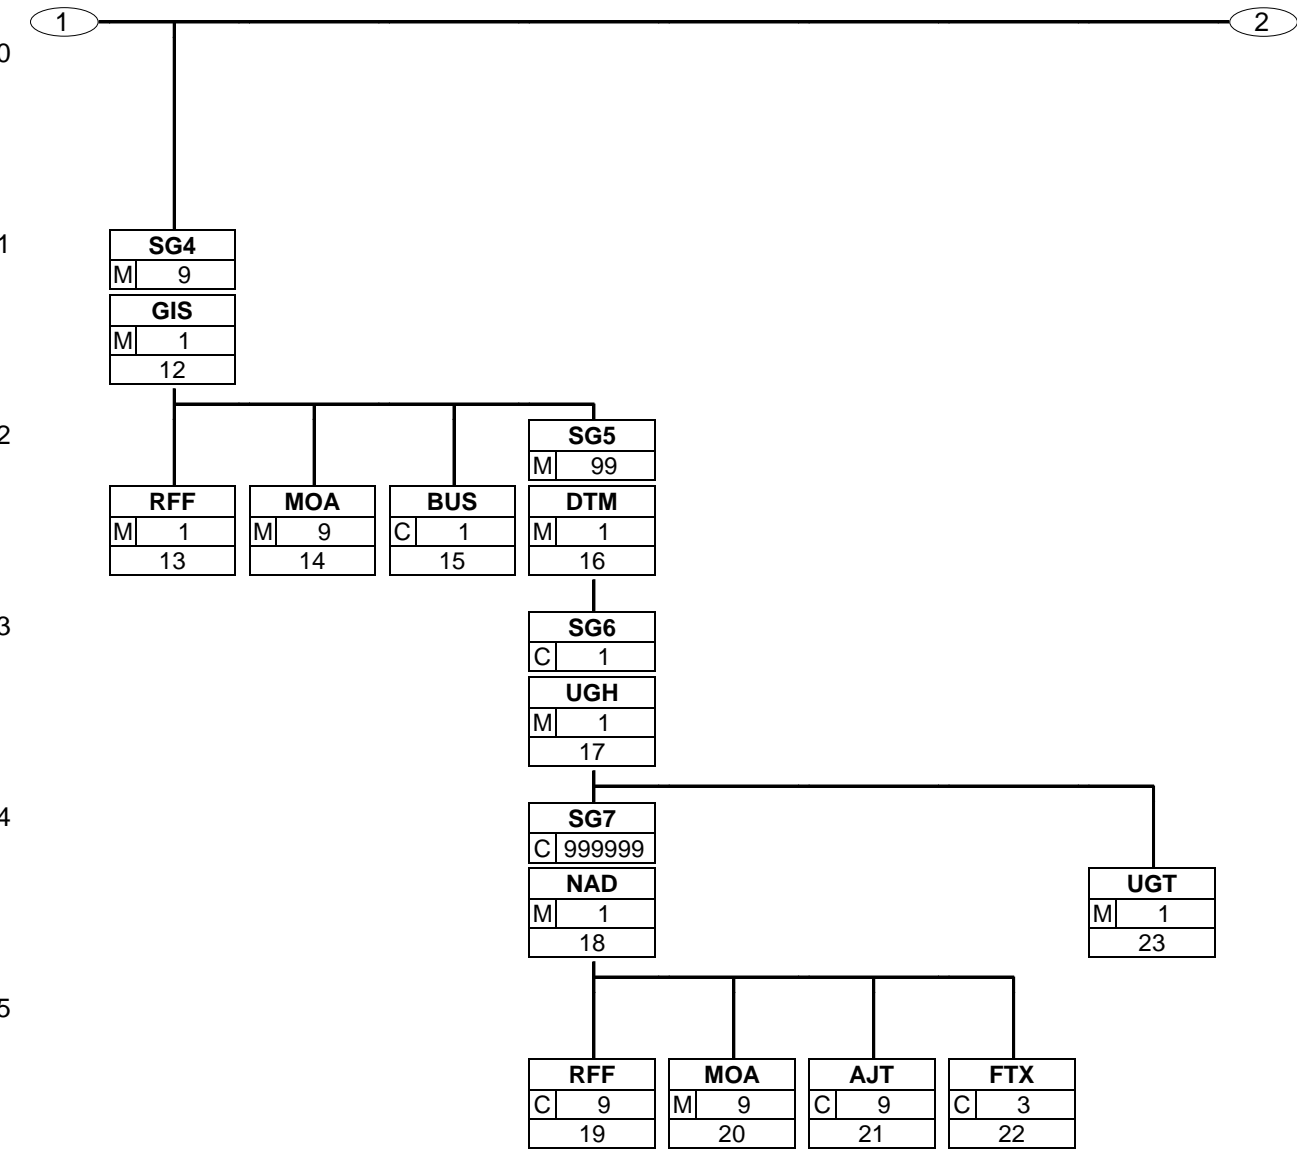 1 2
0
1 SG4
M 9
GIS
M 1
12
2 SG5
M 99
RFF MOA BUS DTM
M 1 M 9 C 1 M 1
13 14 15 16
3 SG6
C 1
UGH
M 1
17
4 SG7
C 999999
NAD UGT
M 1 M 1
18 23
5
RFF MOA AJT FTX
C 9 M 9 C 9 C 3
19 20 21 22